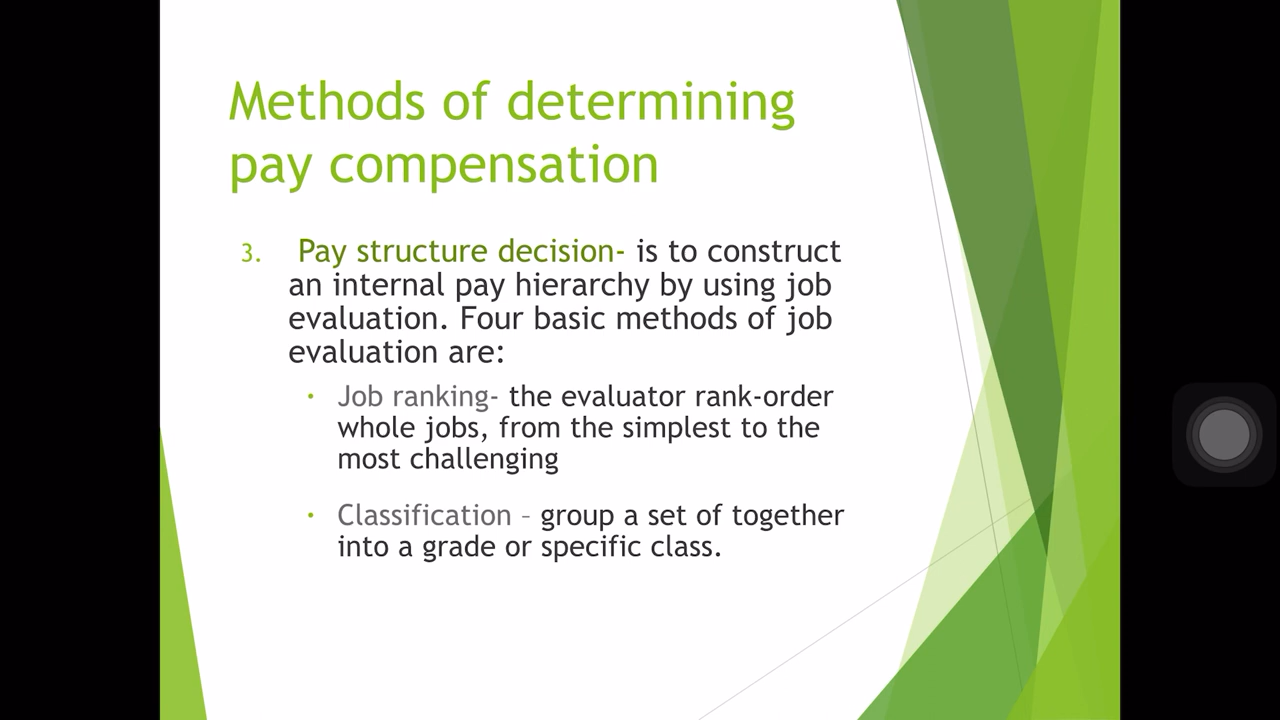 Methods of determining
pay compensation
3. Pay structure decision- is to construct
an internal pay hierarchy by using job
evaluation. Four basic methods of job
evaluation are:
• Job ranking- the evaluator rank-order
whole jobs, from the simplest to the
most challenging
• Classification – group a set of together
into a grade or specific class.